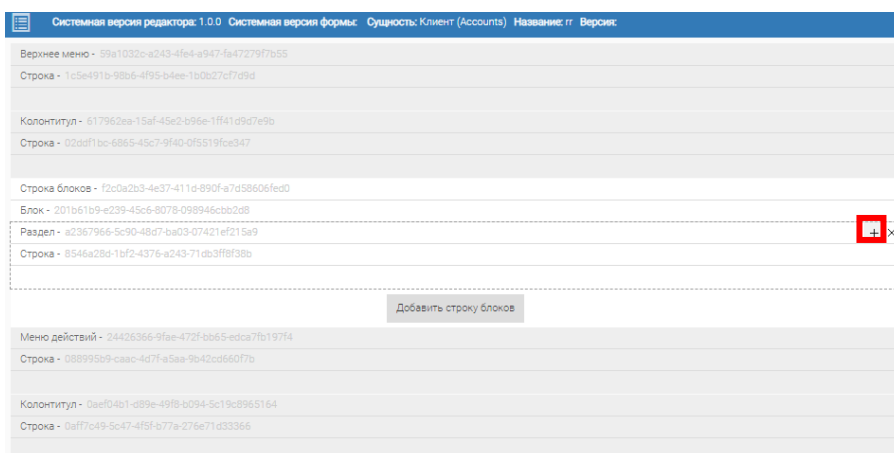 Системная версия редактора: 1.0.0 Системная версия формы: Сущность: Клиент (Accounts) Название: rr Версия:
Верхнее меню - 59a1032c-a243-4fe4-a947-fa47279f7b55
Строка - 1c5e491b-98b6-4f95-b4ee-1b0b27cf7d9d
Колонтитул - 617962ea-15af-45e2-b96e-1ff41d9d7e9b
Строка - 02ddf1bc-6865-45c7-9f40-0f5519fce347
Строка блоков - f2c0a2b3-4e37-411d-890f-a7d58606fed0
Блок - 201b61b9-e239-45c6-8078-098946cbb2d8
Раздел - a2367966-5c90-48d7-ba03-07421ef215a9
Строка - 8546a28d-1bf2-4376-a243-71db3ff8f38b
Добавить строку блоков
Меню действий - 24426366-9fae-472f-bb65-edca7fb197f4
Строка - 088995b9-caac-4d7f-a5aa-9b42cd660f7b
Колонтитул - 0aef04b1-d89e-49f8-b094-5c19c8965164
Строка - 0aff7c49-5c47-4f5f-b77a-276e71d33366